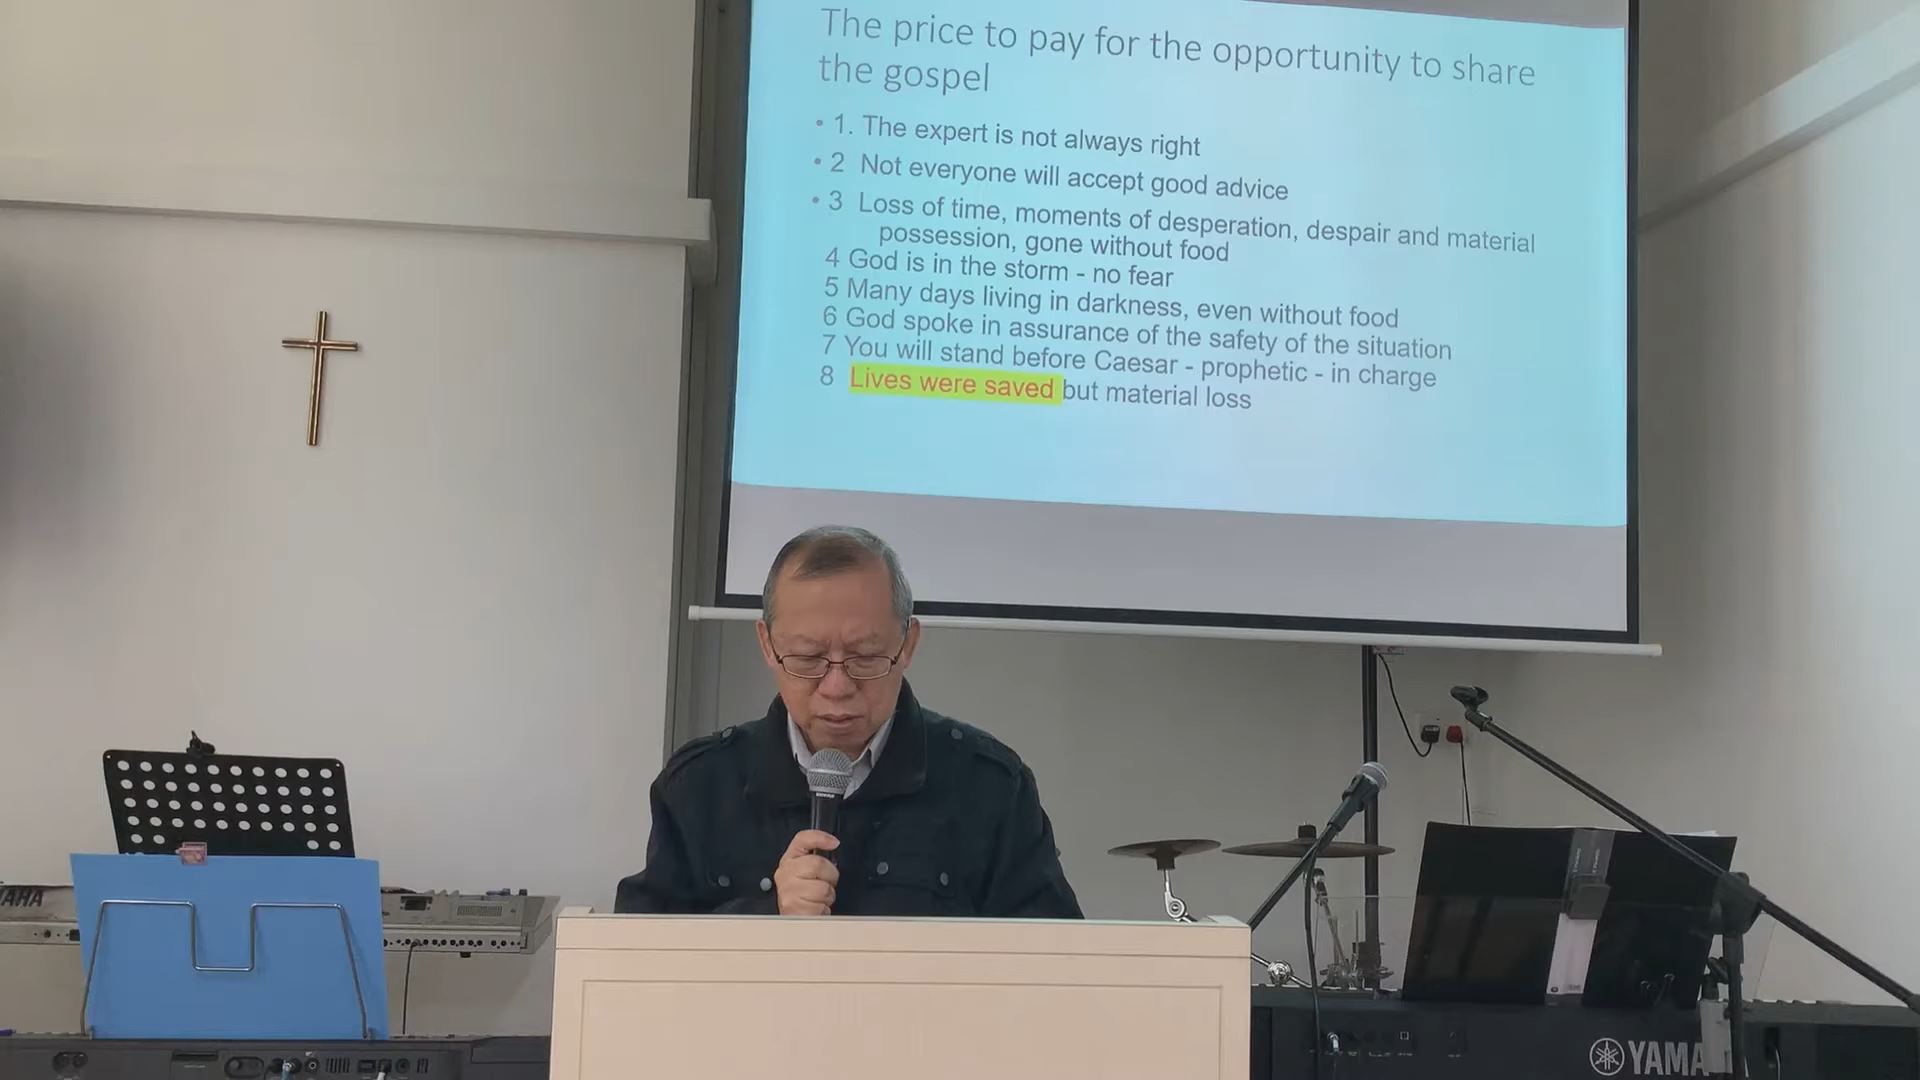 The price to pay for the opportunity to share
the gospel
• 1. The expert is not always right
• 2 Not everyone will accept good advice
• 3 Loss of time, moments of desperation, despair and material
possession, gone without food
4 God is in the storm - no fear
5 Many days living in darkness, even without food
6 God spoke in assurance of the safety of the situation
7 You will stand before Caesar - prophetic - in charge
8 Lives were saved but material loss
AHA
YAMA